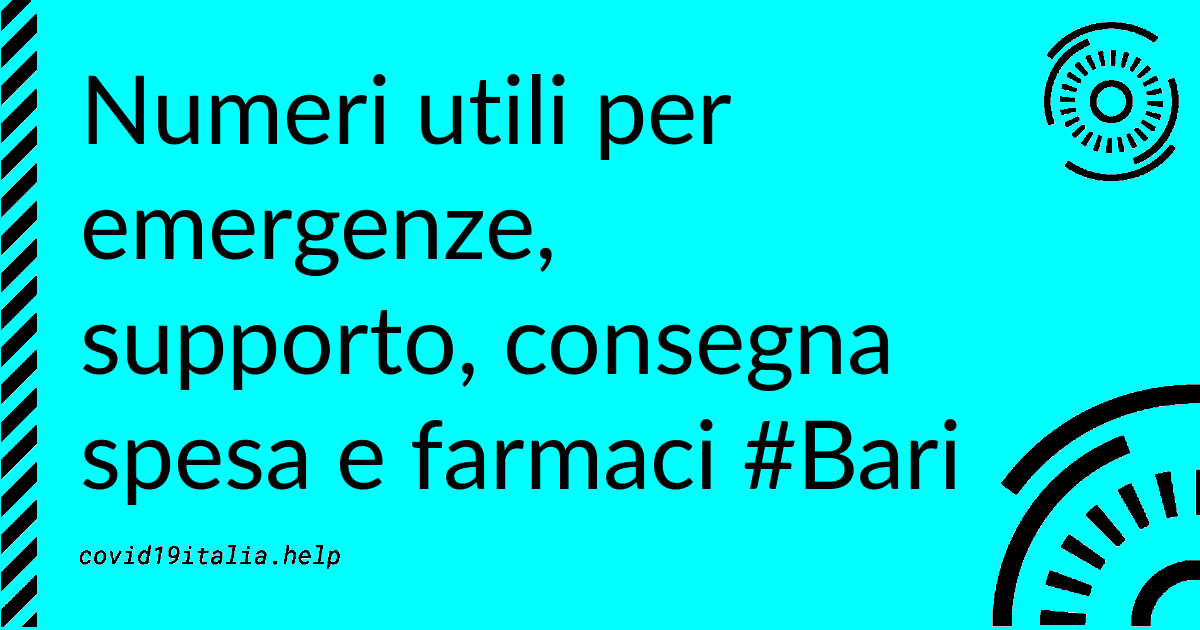 Numeri utili per
emergenze,
supporto, consegna
spesa e farmaci #Bari
covid19italia.help